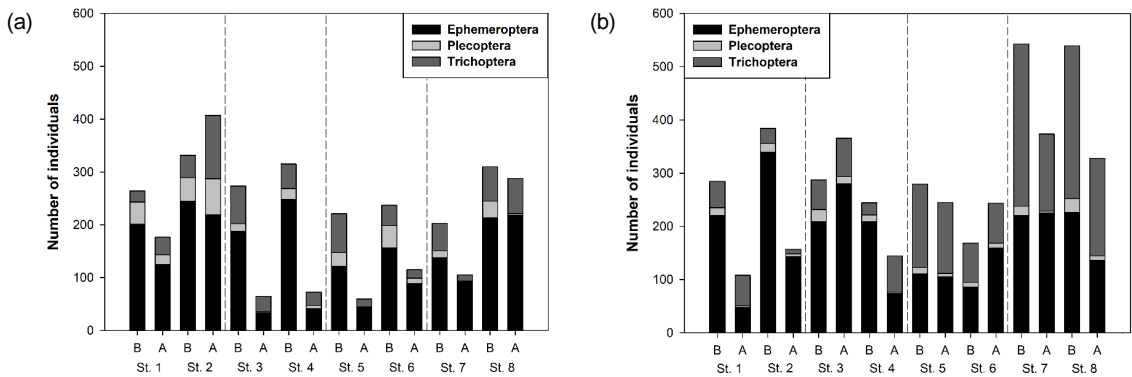 (a)
600
500
400
300
200
100
0
Number of individuals
Ephemeroptera
Plecoptera
Trichoptera
B A B A B A B A B A B A B A B A
St. 1 St. 2 St. 3 St. 4 St. 5 St. 6 St. 7 St. 8
(b)
600
500
400
300
200
100
0
Number of individuals
Ephemeroptera
Plecoptera
Trichoptera
B A B A B A B A B A B A B A B A
St. 1 St. 2 St. 3 St. 4 St. 5 St. 6 St. 7 St. 8